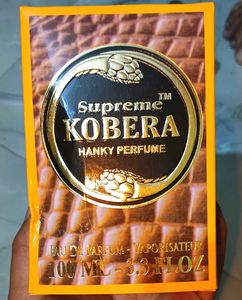 Supreme™
KOBERA
HANKY PERFUME
EAU DE PARFUM - VAPORISATEUR
100 ML - 3.3 FL.OZ